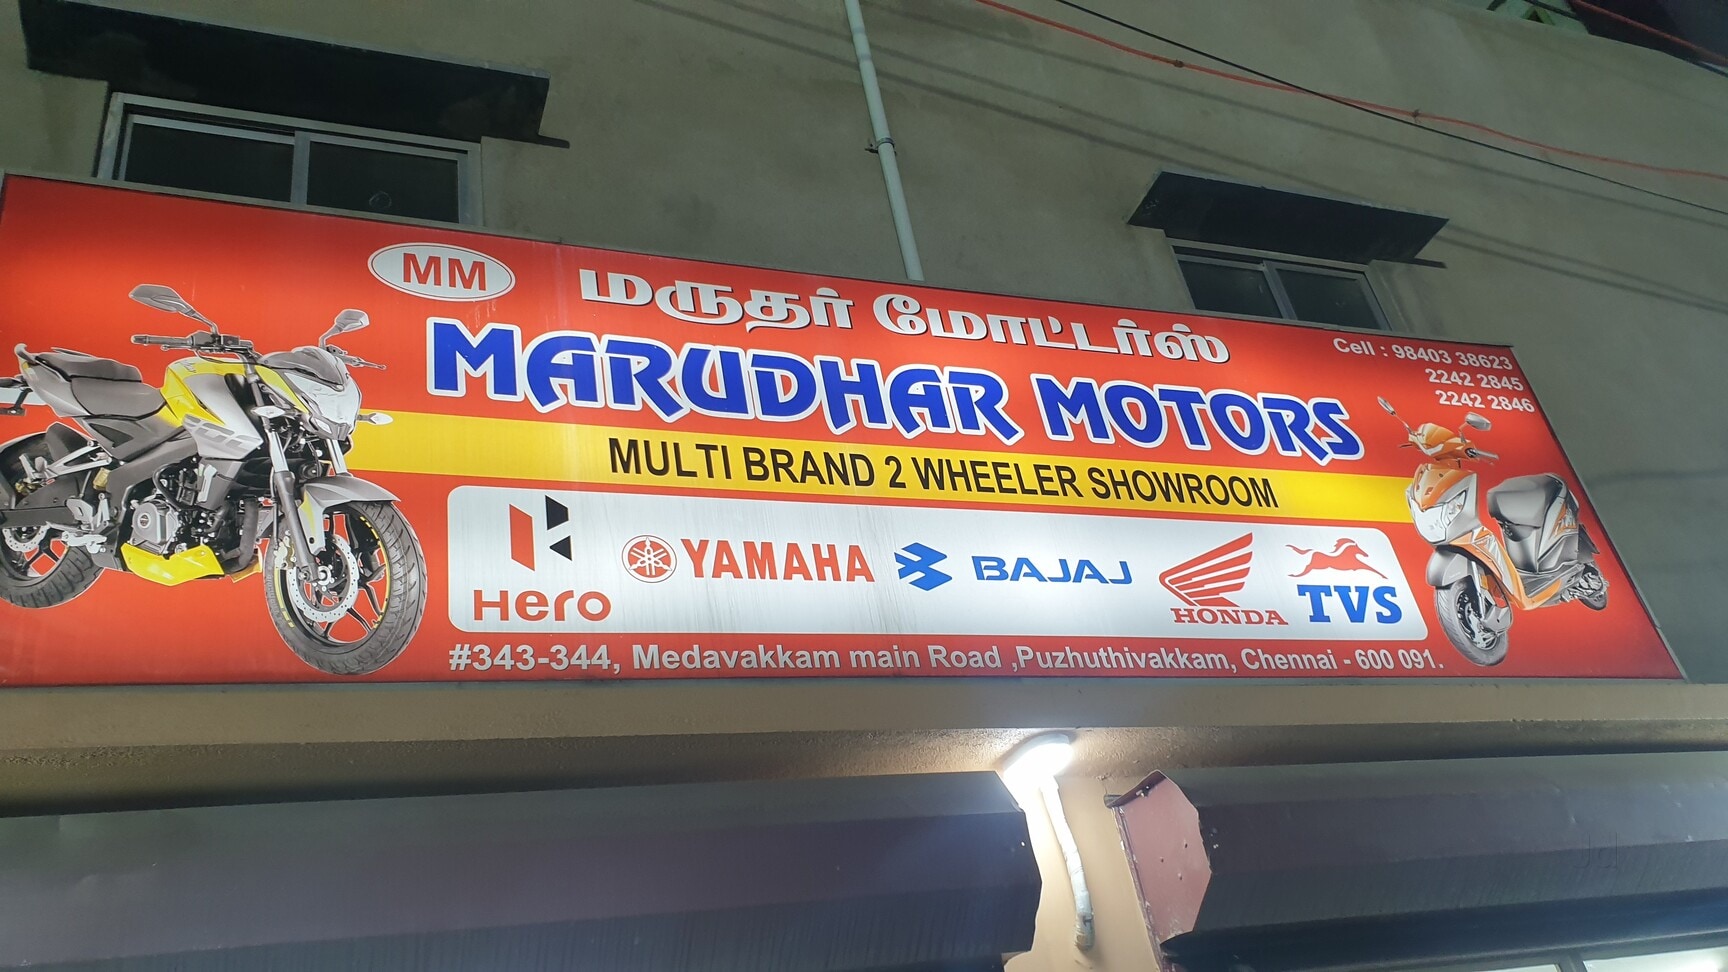 MM
மருதர் மோட்டார்ஸ்
MARUDHAR MOTORS
Cell : 98403 38623
2242 2845
2242 2846
MULTI BRAND 2 WHEELER SHOWROOM
Hero YAMAHA BAJAJ HONDA TVS
#343-344, Medavakkam main Road ,Puzhuthivakkam, Chennai - 600 091.